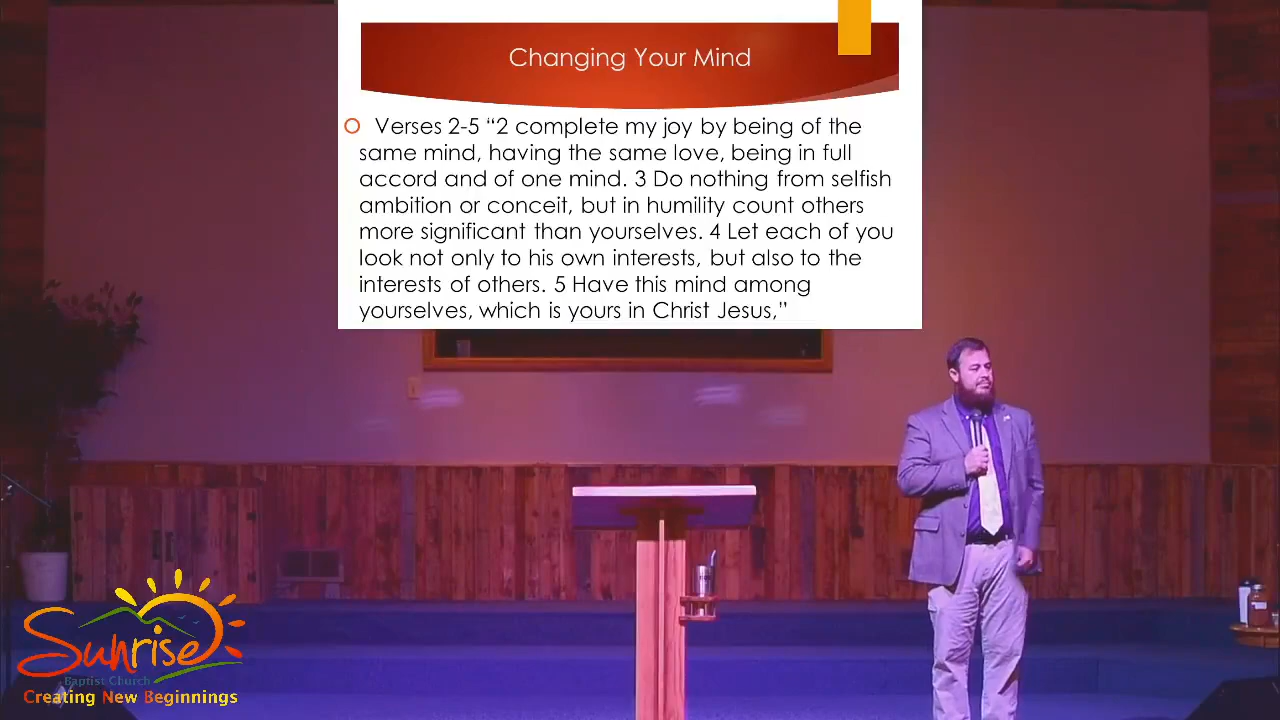 Changing Your Mind
Verses 2-5 “2 complete my joy by being of the
same mind, having the same love, being in full
accord and of one mind. 3 Do nothing from selfish
ambition or conceit, but in humility count others
more significant than yourselves. 4 Let each of you
look not only to his own interests, but also to the
interests of others. 5 Have this mind among
yourselves, which is yours in Christ Jesus,”
Sunrise
Baptist Church
Creating New Beginnings